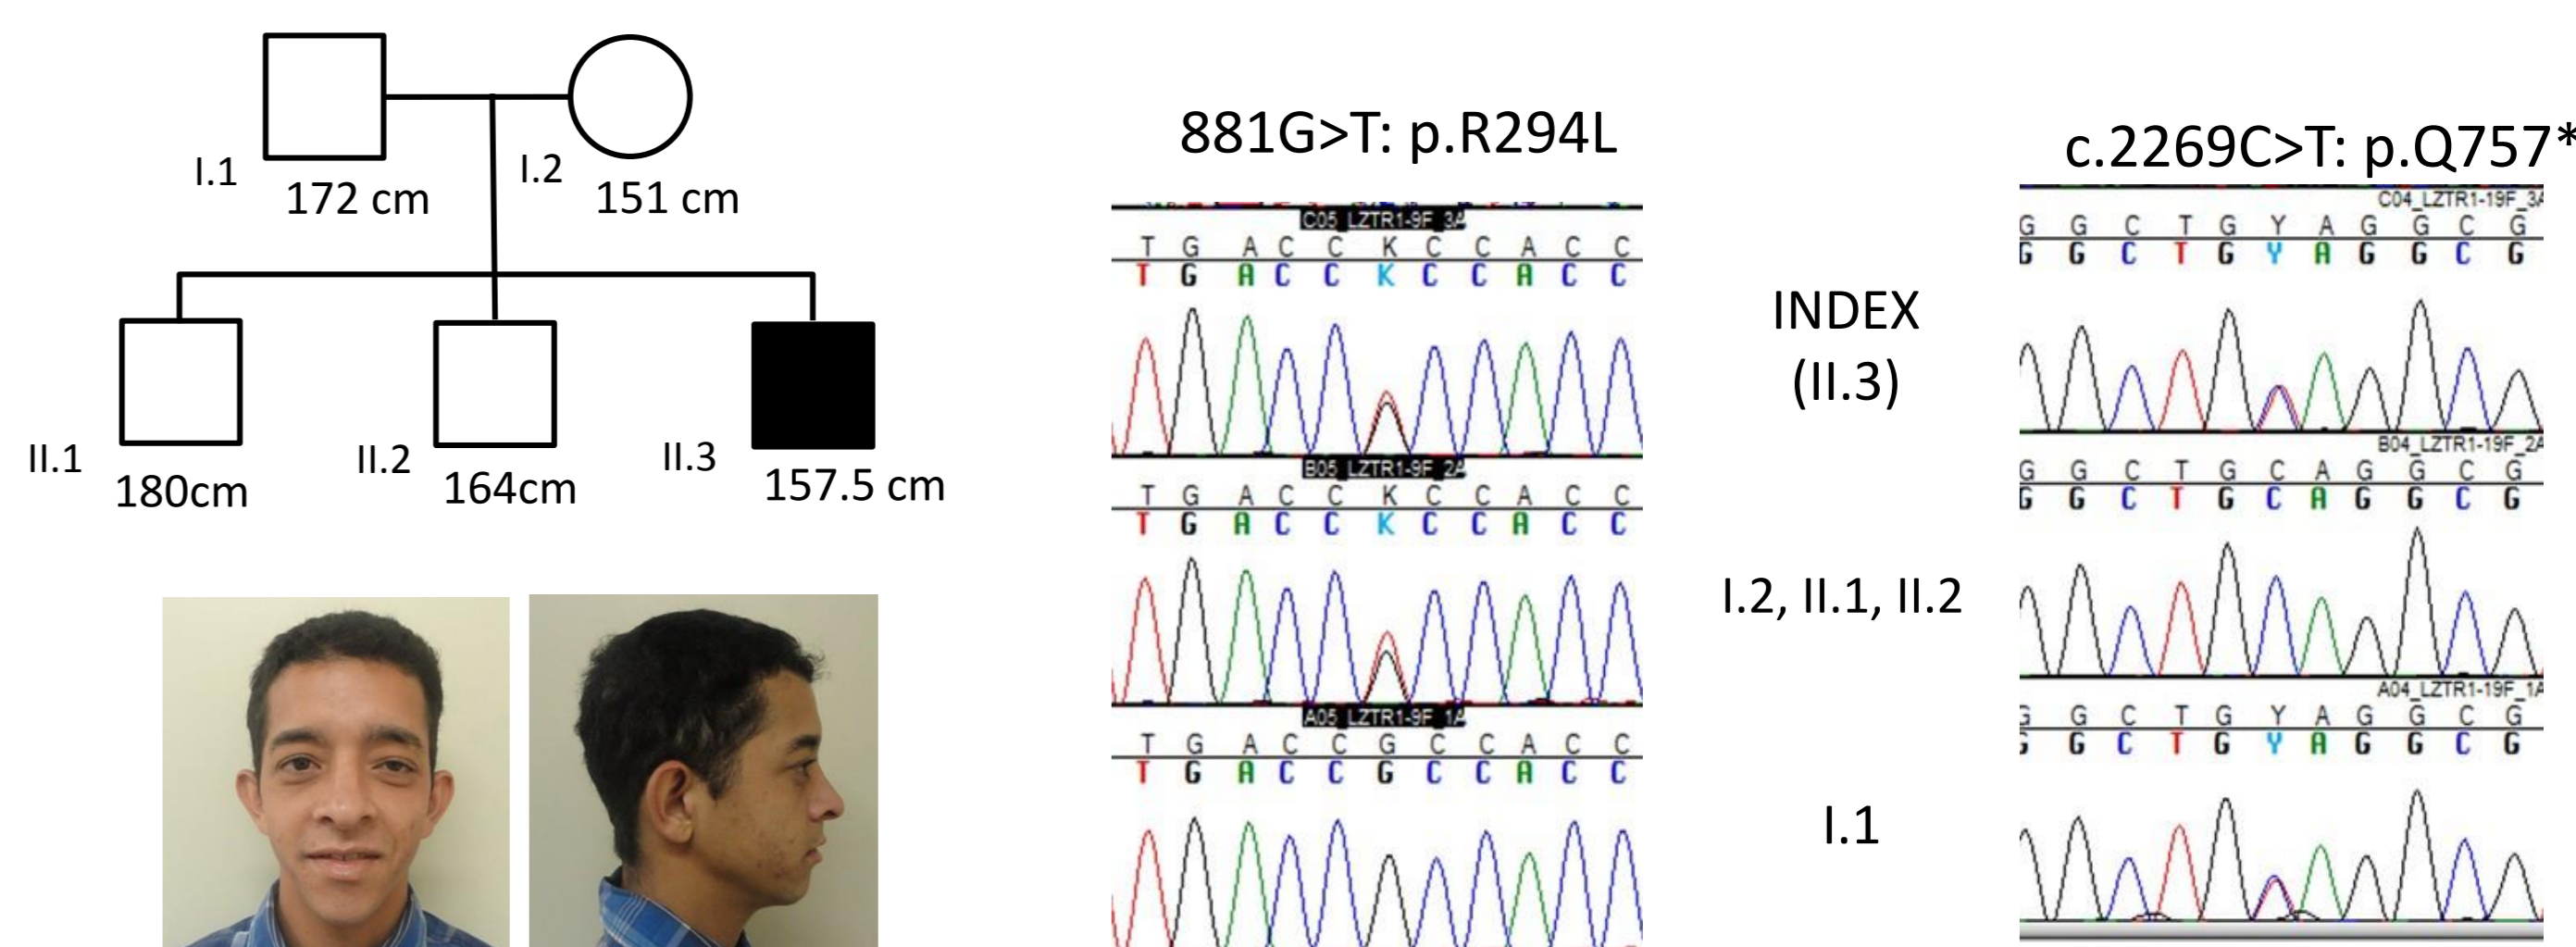 I.1
172 cm
I.2
151 cm
II.1
180cm
II.2
164cm
II.3
157.5 cm
881G>T: p.R294L
C05_LZTR1-9F_3A
T G A C C K C C A C C
T G A C C K C C A C C
B05_LZTR1-9F_2A
T G A C C K C C A C C
T G A C C K C C A C C
A05_LZTR1-9F_1A
T G A C C G C C A C C
T G A C C G C C A C C
INDEX
(II.3)
I.2, II.1, II.2
I.1
c.2269C>T: p.Q757*
C04_LZTR1-19F_3A
G G C T G Y A G G C G
G G C T G Y A G G C G
B04_LZTR1-19F_2A
G G C T G C A G G C G
G G C T G C A G G C G
A04_LZTR1-19F_1A
G G C T G Y A G G C G
G G C T G Y A G G C G